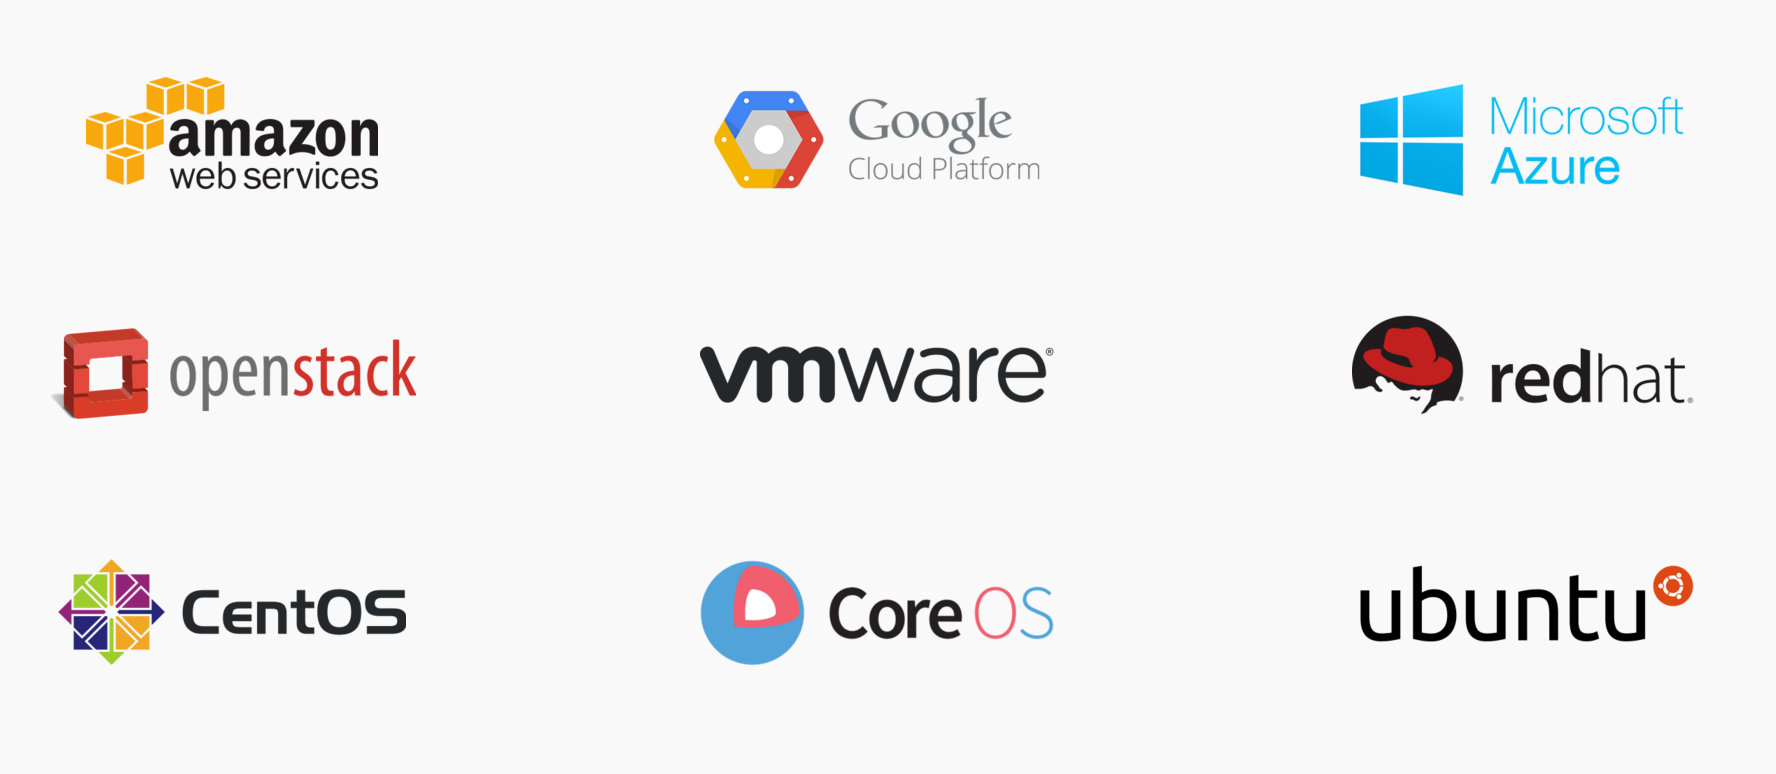 amazon
web services
Google
Cloud Platform
Microsoft
Azure
openstack
vmware®
redhat®
CentOS
CoreOS
ubuntu